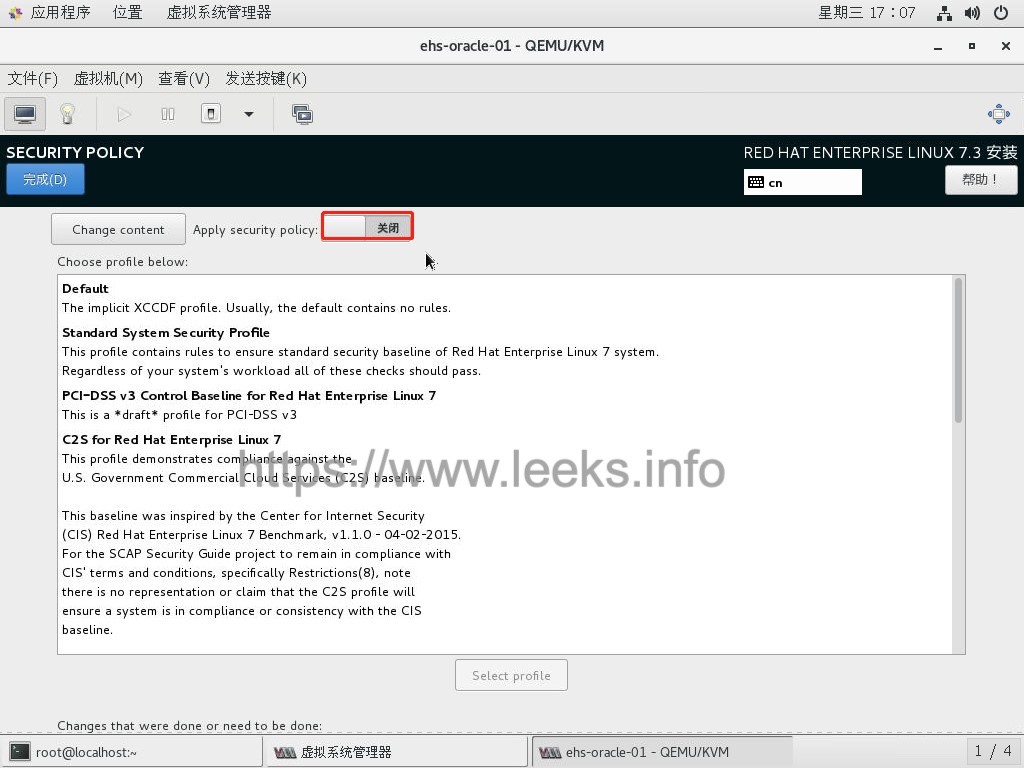 应用程序 位置 虚拟系统管理器 星期三 17：07
ehs-oracle-01 - QEMU/KVM
文件(F) 虚拟机(M) 查看(V) 发送按键(K)
SECURITY POLICY
RED HAT ENTERPRISE LINUX 7.3 安装
完成(D)
cn
帮助！
Change content
Apply security policy:
关闭
Choose profile below:
Default
The implicit XCCDF profile. Usually, the default contains no rules.
Standard System Security Profile
This profile contains rules to ensure standard security baseline of Red Hat Enterprise Linux 7 system.
Regardless of your system's workload all of these checks should pass.
PCI-DSS v3 Control Baseline for Red Hat Enterprise Linux 7
This is a *draft* profile for PCI-DSS v3
C2S for Red Hat Enterprise Linux 7
This profile demonstrates compliance against the
U.S. Government Commercial Cloud Services (C2S) baseline.
https://www.leeks.info
This baseline was inspired by the Center for Internet Security
(CIS) Red Hat Enterprise Linux 7 Benchmark, v1.1.0 - 04-02-2015.
For the SCAP Security Guide project to remain in compliance with
CIS' terms and conditions, specifically Restrictions(8), note
there is no representation or claim that the C2S profile will
ensure a system is in compliance or consistency with the CIS
baseline.
Select profile
Changes that were done or need to be done:
root@localhost:~
虚拟系统管理器
ehs-oracle-01 - QEMU/KVM
1 / 4